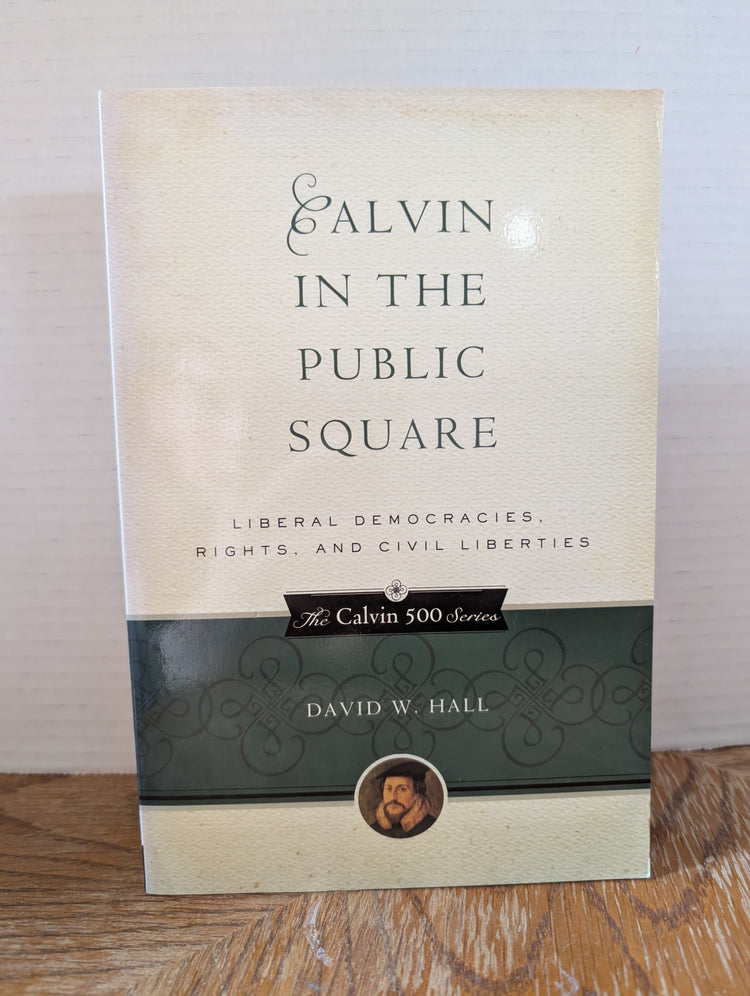 CALVIN
IN THE
PUBLIC
SQUARE
LIBERAL DEMOCRACIES,
RIGHTS, AND CIVIL LIBERTIES
The Calvin 500 Series
DAVID W. HALL